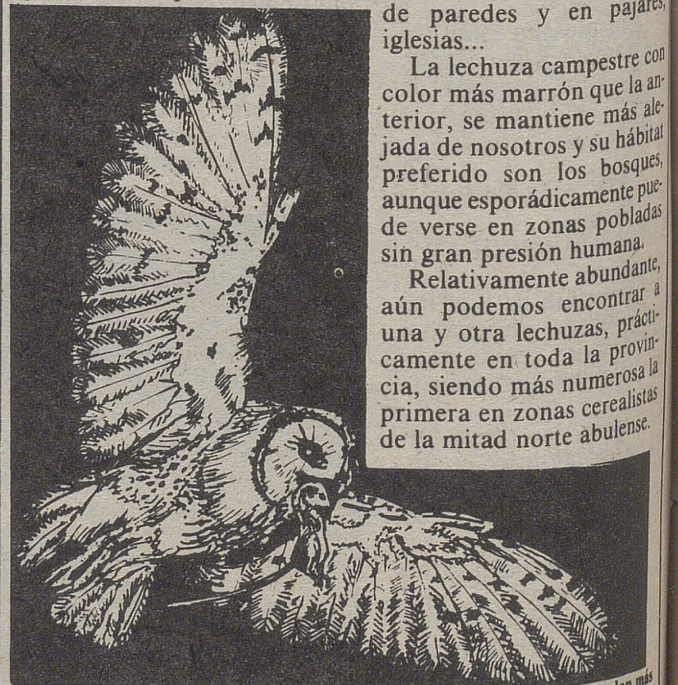 de paredes y en pajares,
iglesias...
La lechuza campestre con
color más marrón que la an-
terior, se mantiene más ale-
jada de nosotros y su hábitat
preferido son los bosques,
aunque esporádicamente pue-
de verse en zonas pobladas
sin gran presión humana.
Relativamente abundante,
aún podemos encontrar a
una y otra lechuzas, prácti-
camente en toda la provin-
cia, siendo más numerosa la
primera en zonas cerealistas
de la mitad norte abulense.
más